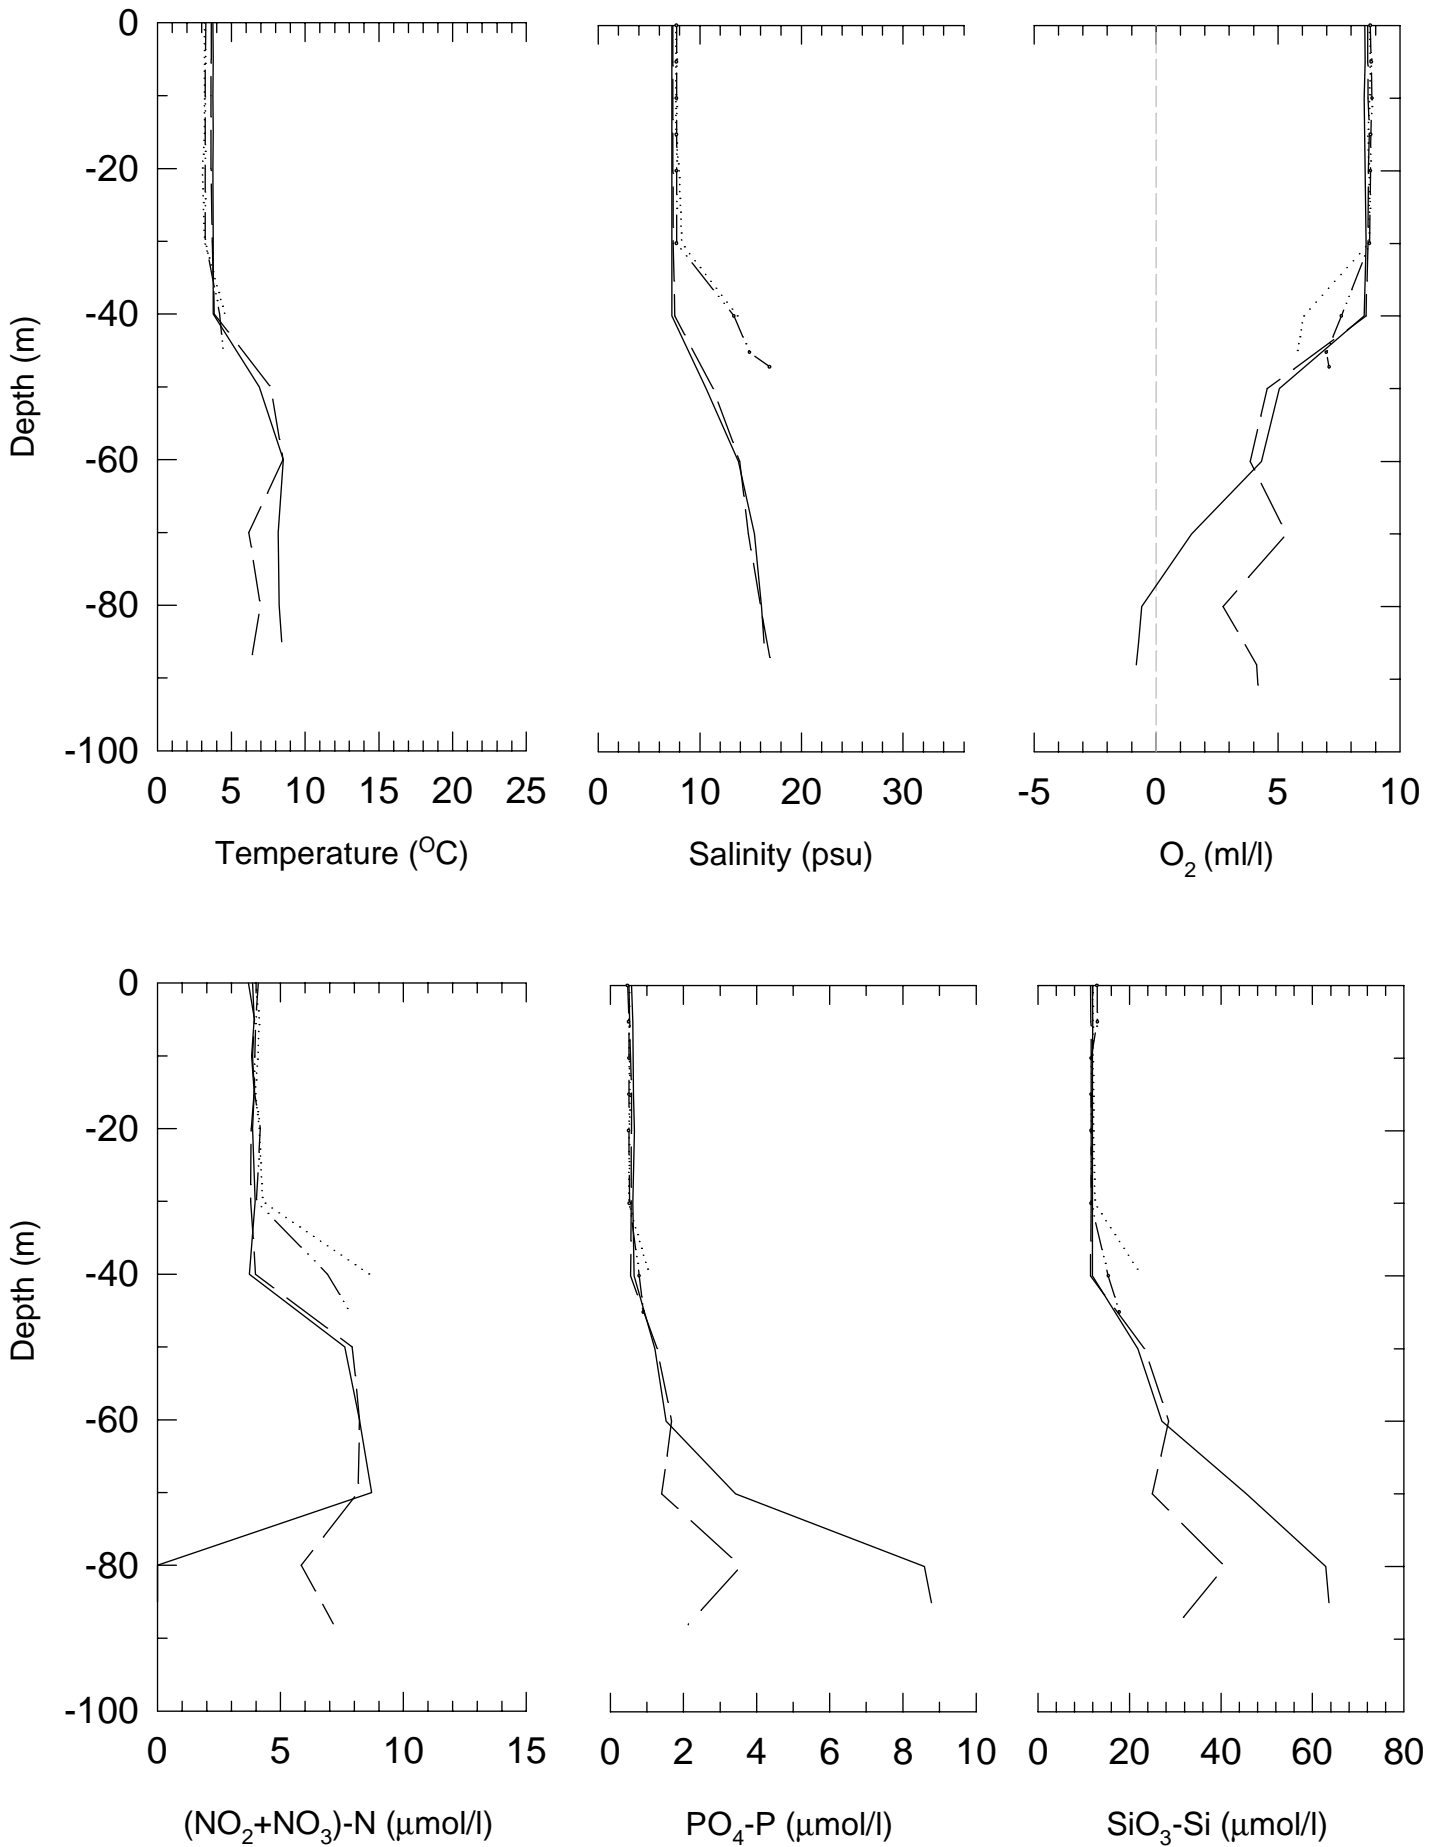 0
-20
-40
-60
-80
-100
Depth (m)
0 5 10 15 20 25
Temperature (ᴼC)
0 10 20 30
Salinity (psu)
-5 0 5 10
O₂ (ml/l)
0
-20
-40
-60
-80
-100
Depth (m)
0 5 10 15
(NO₂+NO₃)-N (μmol/l)
0 2 4 6 8 10
PO₄-P (μmol/l)
0 20 40 60 80
SiO₃-Si (μmol/l)